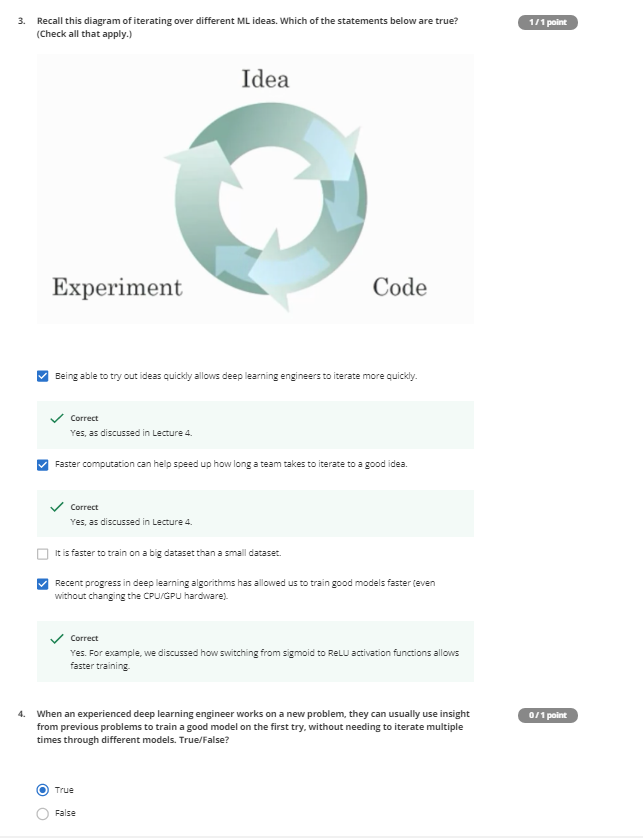 3. Recall this diagram of iterating over different ML ideas. Which of the statements below are true?
(Check all that apply.)
1 / 1 point
Idea
Experiment
Code
Being able to try out ideas quickly allows deep learning engineers to iterate more quickly.
Correct
Yes, as discussed in Lecture 4.
Faster computation can help speed up how long a team takes to iterate to a good idea.
Correct
Yes, as discussed in Lecture 4.
It is faster to train on a big dataset than a small dataset.
Recent progress in deep learning algorithms has allowed us to train good models faster (even
without changing the CPU/GPU hardware).
Correct
Yes. For example, we discussed how switching from sigmoid to ReLU activation functions allows
faster training.
4. When an experienced deep learning engineer works on a new problem, they can usually use insight
from previous problems to train a good model on the first try, without needing to iterate multiple
times through different models. True/False?
0 / 1 point
True
False